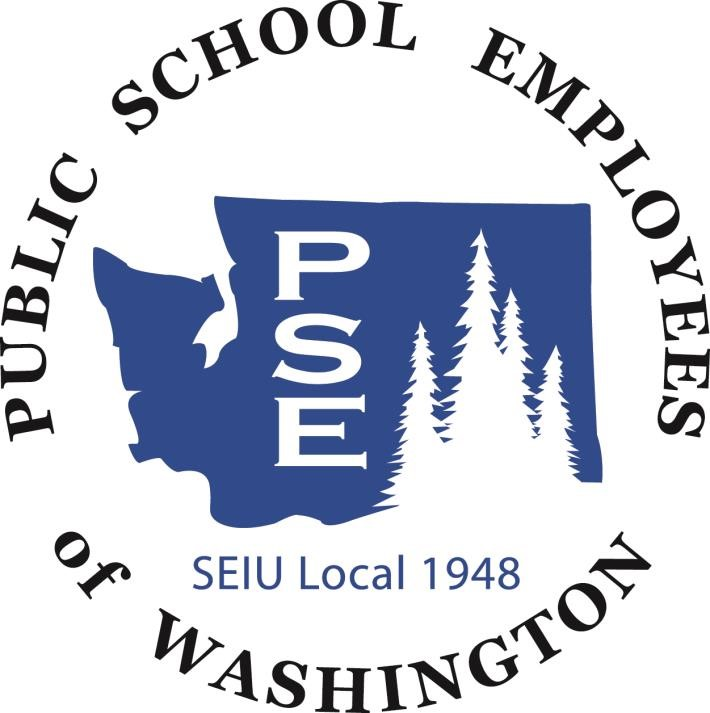 PUBLIC SCHOOL EMPLOYEES
PSE
SEIU Local 1948
of WASHINGTON